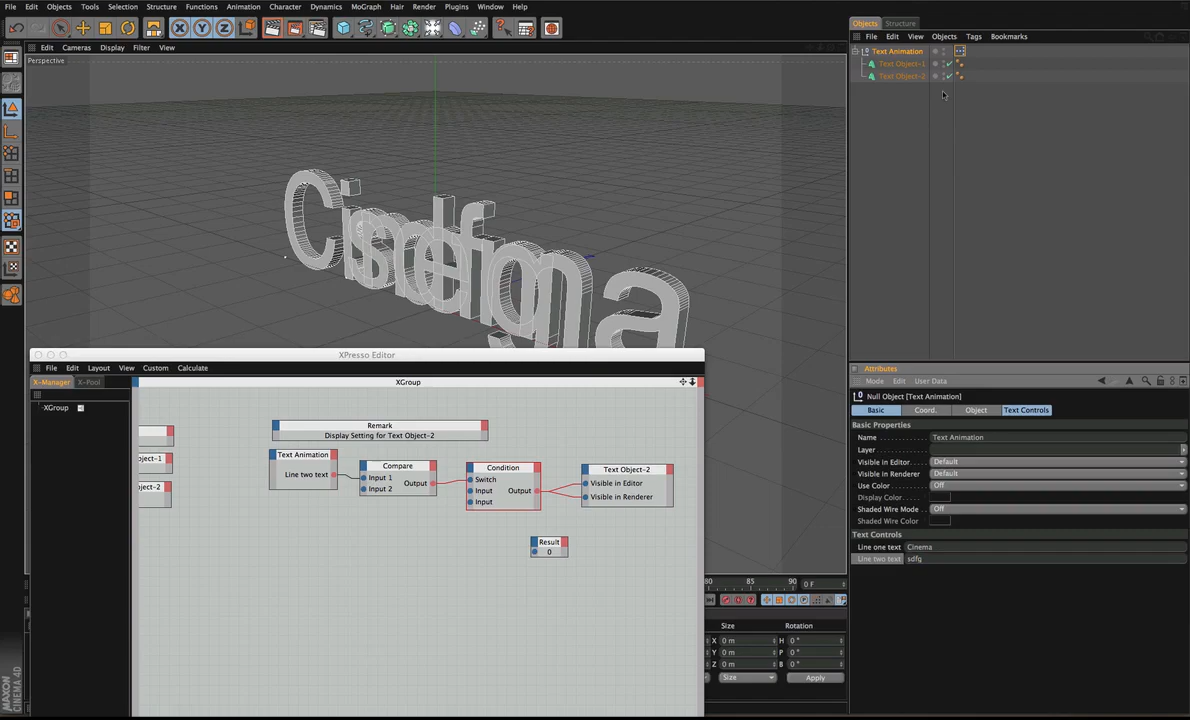 File Edit Objects Tools Selection Structure Functions Animation Character Dynamics MoGraph Hair Render Plugins Window Help
Objects Structure
File Edit View Objects Tags Bookmarks
Edit Cameras Display Filter View
Perspective
Text Animation
Text Object-1
Text Object-2
XPresso Editor
File Edit Layout View Custom Calculate
X-Manager X-Pool
XGroup
XGroup
Remark
Display Setting for Text Object-2
Text Animation
Line two text
Compare
Input 1
Input 2
Output
Condition
Switch
Input
Input
Output
Text Object-2
Visible in Editor
Visible in Renderer
Result
0
bject-1
bject-2
Attributes
Mode Edit User Data
Null Object [Text Animation]
Basic Coord. Object Text Controls
Basic Properties
Name Text Animation
Layer
Visible in Editor Default
Visible in Renderer Default
Use Color Off
Display Color
Shaded Wire Mode Off
Shaded Wire Color
Text Controls
Line one text Cinema
Line two text sdfg
80 85 90 0 F
Size Rotation
X 0 m H 0 °
Y 0 m P 0 °
Z 0 m B 0 °
Size Apply
MAXON
CINEMA 4D